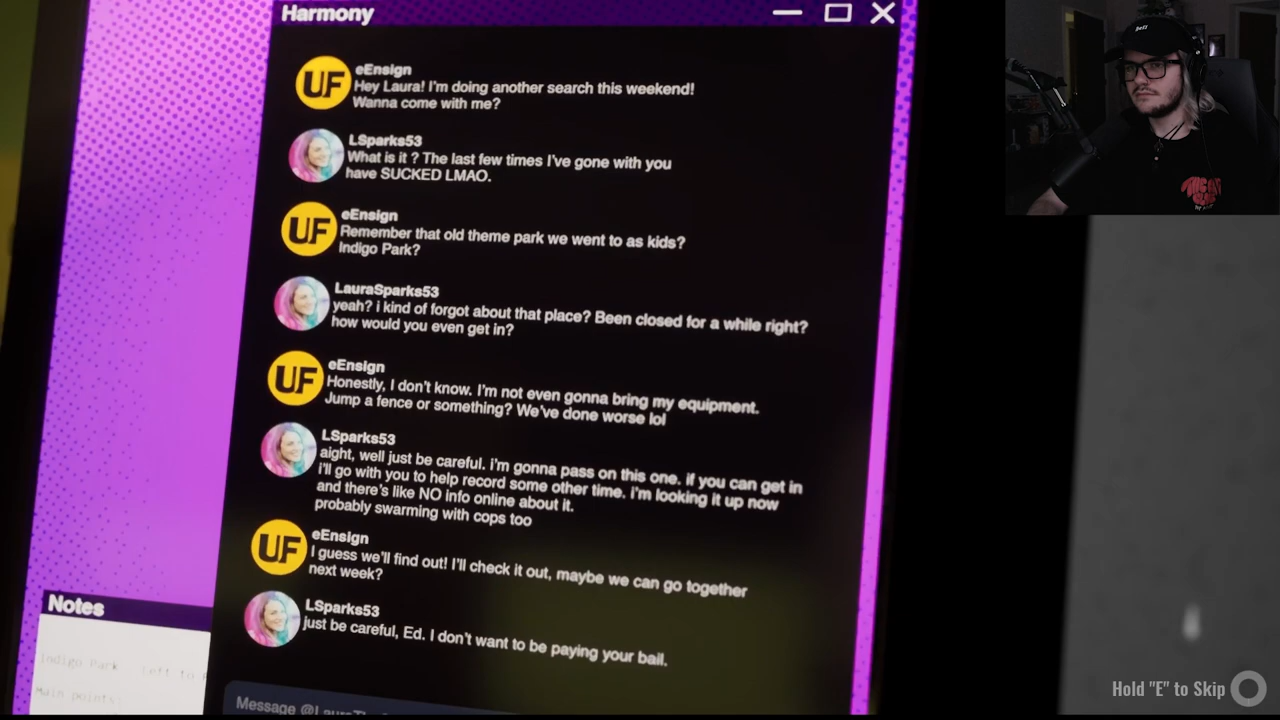 Harmony
eEnsign
Hey Laura! I'm doing another search this weekend!
Wanna come with me?
LSparks53
What is it ? The last few times I've gone with you
have SUCKED LMAO.
eEnsign
Remember that old theme park we went to as kids?
Indigo Park?
LauraSparks53
yeah? i kind of forgot about that place? Been closed for a while right?
how would you even get in?
eEnsign
Honestly, I don't know. I'm not even gonna bring my equipment.
Jump a fence or something? We've done worse lol
LSparks53
aight, well just be careful. i'm gonna pass on this one. if you can get in
i'll go with you to help record some other time. i'm looking it up now
and there's like NO info online about it.
probably swarming with cops too
eEnsign
I guess we'll find out! I'll check it out, maybe we can go together
next week?
LSparks53
just be careful, Ed. I don't want to be paying your bail.
UF
UF
UF
UF
Notes
Indigo Park
Main points:
Message
Hold "E" to Skip